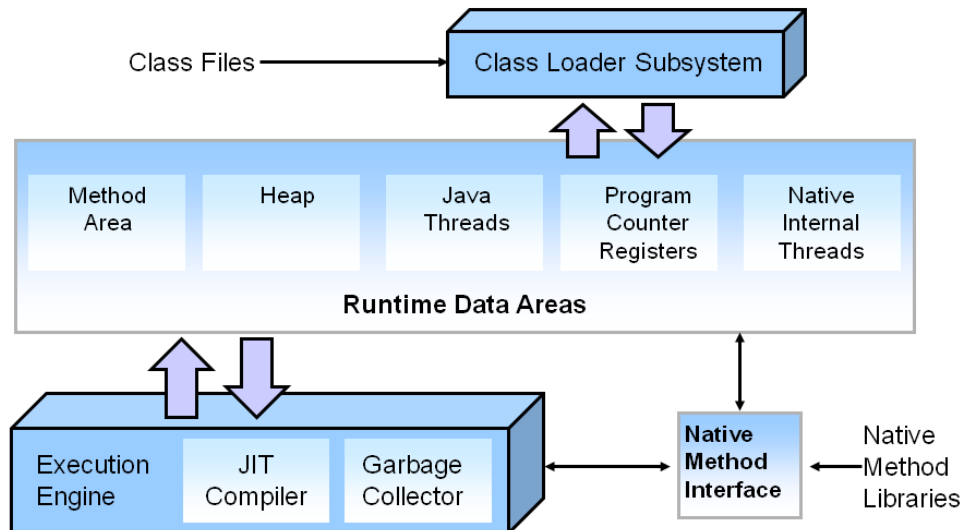 Class Files
Class Loader Subsystem
Method
Area
Heap
Java
Threads
Program
Counter
Registers
Native
Internal
Threads
Runtime Data Areas
Execution
Engine
JIT
Compiler
Garbage
Collector
Native
Method
Interface
Native
Method
Libraries